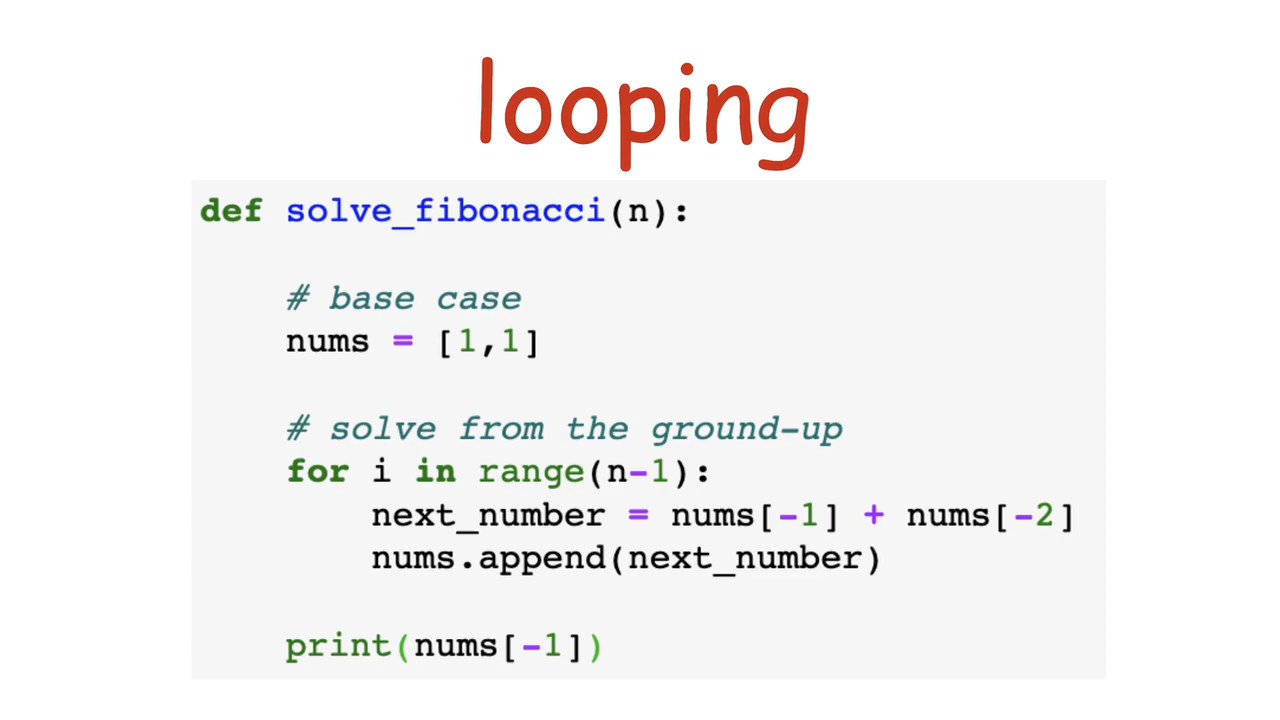 looping
def solve_fibonacci(n):
    # base case
    nums = [1,1]
    # solve from the ground-up
    for i in range(n-1):
        next_number = nums[-1] + nums[-2]
        nums.append(next_number)
    print(nums[-1])